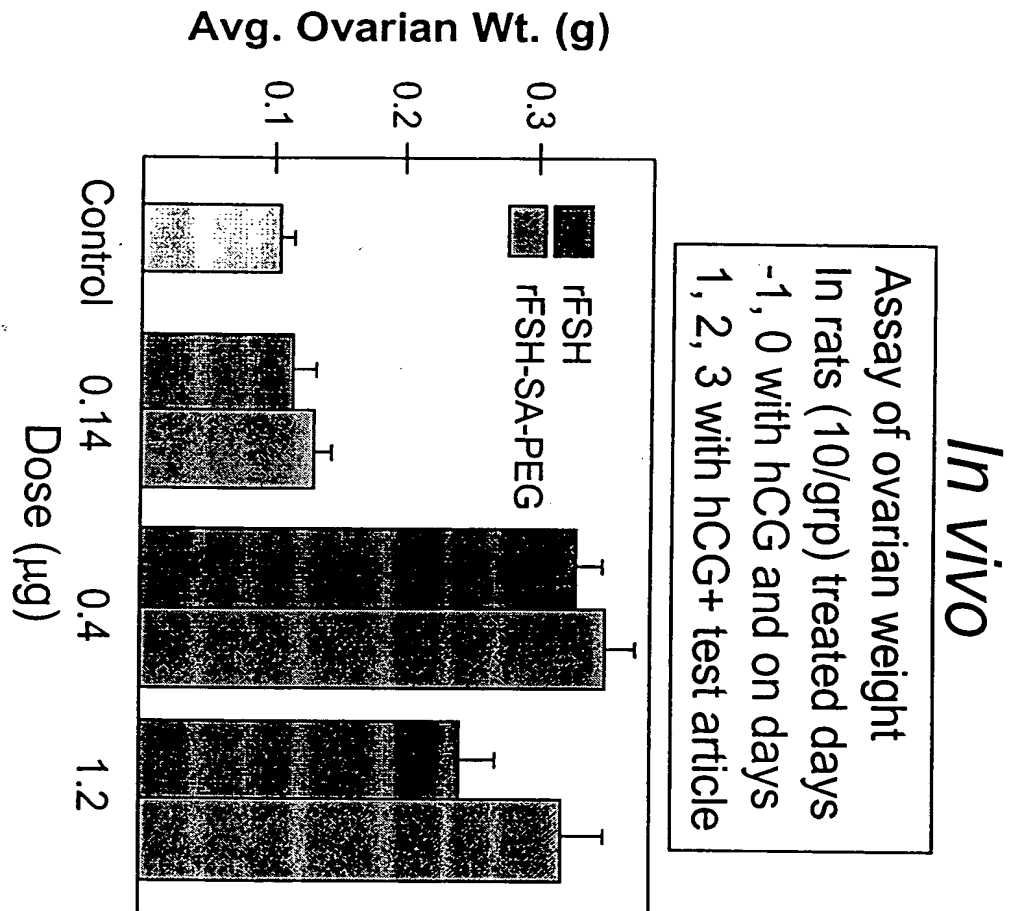 In vivo
Assay of ovarian weight
In rats (10/grp) treated days
-1, 0 with hCG and on days
1, 2, 3 with hCG+ test article
rFSH
rFSH-SA-PEG
Avg. Ovarian Wt. (g)
0.3
0.2
0.1
Control 0.14 0.4 1.2
Dose (µg)